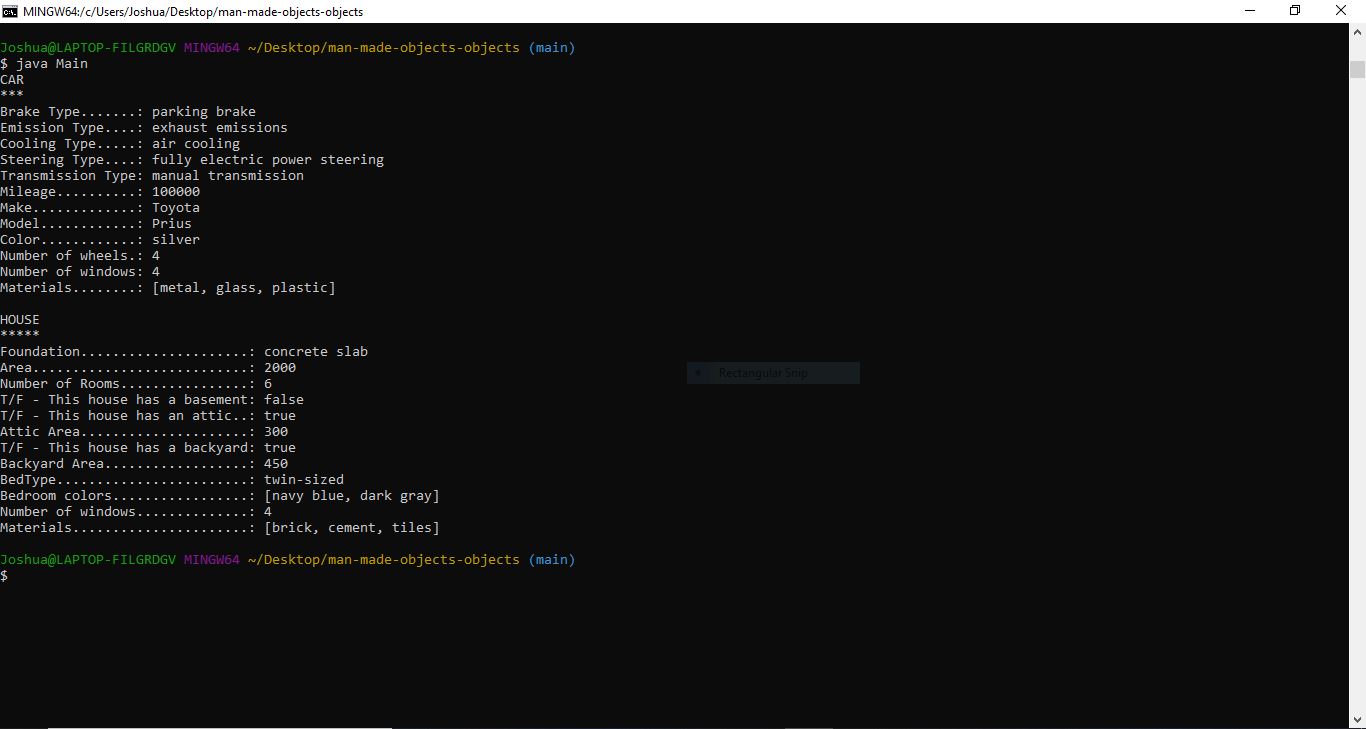 MINGW64:/c/Users/Joshua/Desktop/man-made-objects-objects
Joshua@LAPTOP-FILGRDGV MINGW64 ~/Desktop/man-made-objects-objects (main)
$ java Main
CAR
***
Brake Type.......: parking brake
Emission Type....: exhaust emissions
Cooling Type.....: air cooling
Steering Type....: fully electric power steering
Transmission Type: manual transmission
Mileage..........: 100000
Make.............: Toyota
Model............: Prius
Color............: silver
Number of wheels.: 4
Number of windows: 4
Materials........: [metal, glass, plastic]
HOUSE
*****
Foundation.....................: concrete slab
Area...........................: 2000
Number of Rooms................: 6
T/F - This house has a basement: false
T/F - This house has an attic..: true
Attic Area.....................: 300
T/F - This house has a backyard: true
Backyard Area..................: 450
BedType........................: twin-sized
Bedroom colors.................: [navy blue, dark gray]
Number of windows..............: 4
Materials......................: [brick, cement, tiles]
Rectangular Snip
Joshua@LAPTOP-FILGRDGV MINGW64 ~/Desktop/man-made-objects-objects (main)
$